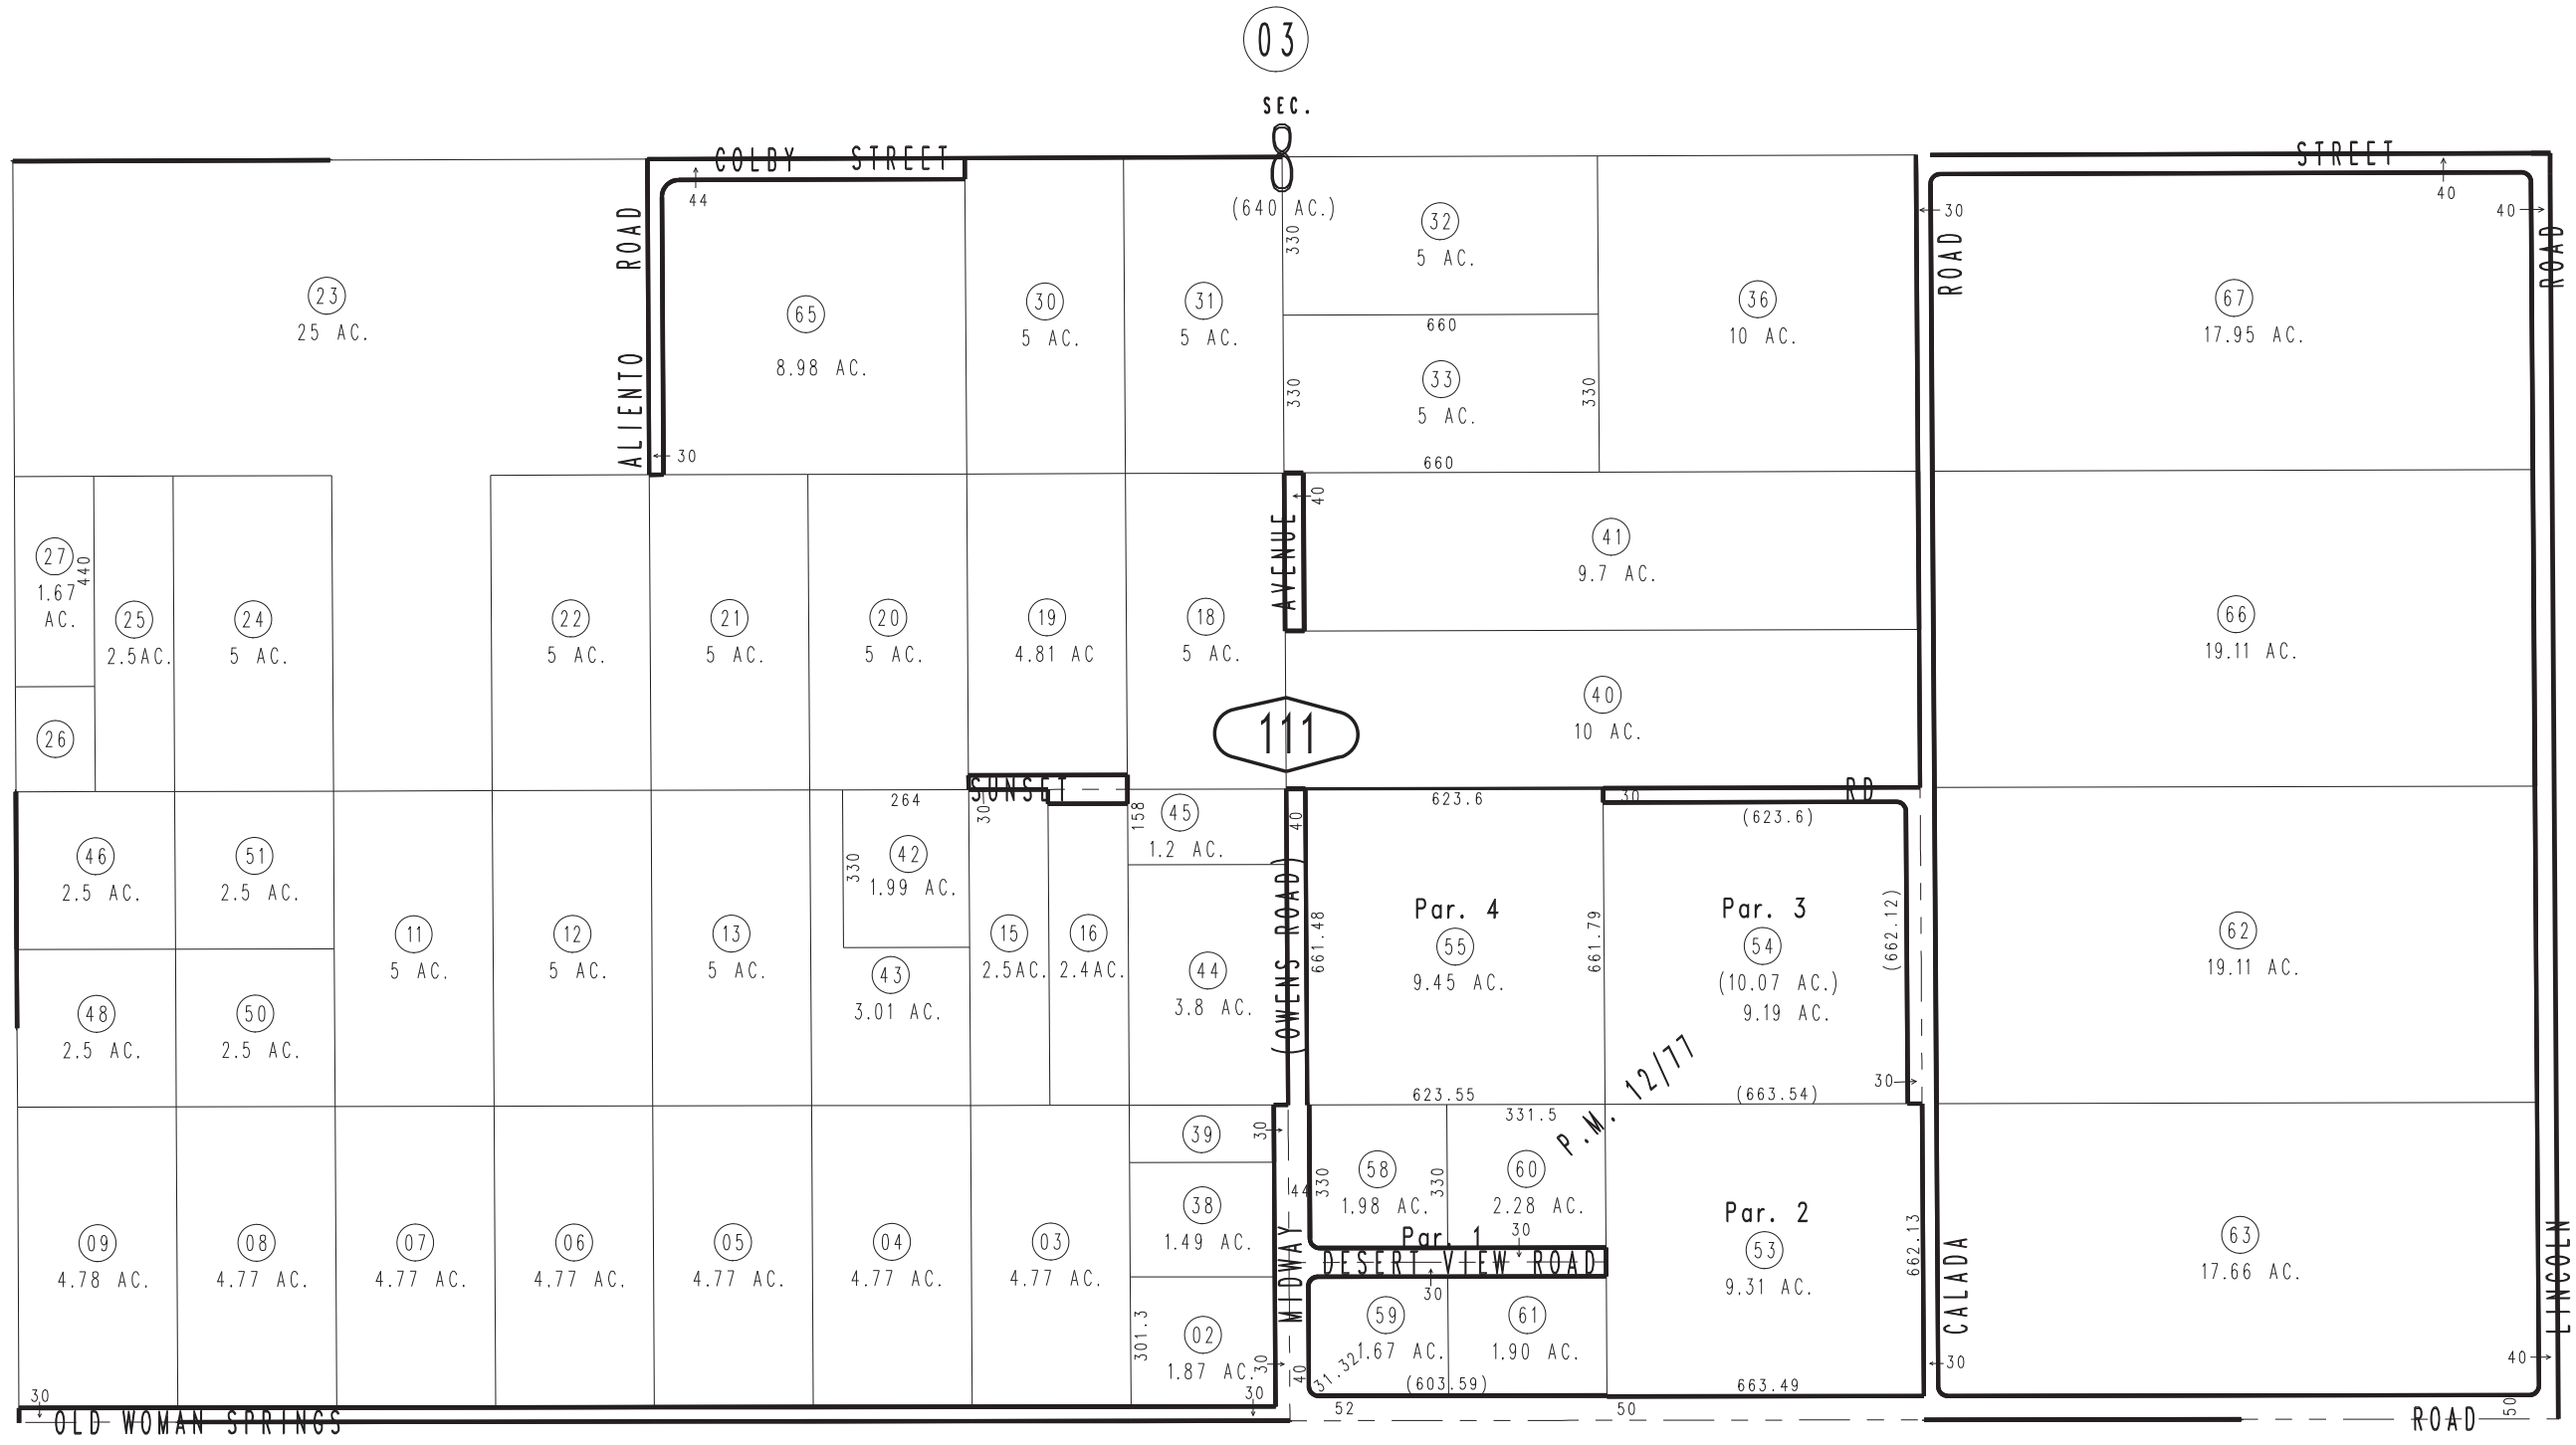 03
SEC.
8
(640 AC.)
COLBY STREET
STREET
44
40
30
40
ALIENTO ROAD
ROAD
ROAD
23
25 AC.
65
8.98 AC.
30
5 AC.
31
5 AC.
330
32
5 AC.
660
330
33
5 AC.
330
660
36
10 AC.
67
17.95 AC.
30
27
1.67
AC.
440
26
25
2.5AC.
24
5 AC.
22
5 AC.
21
5 AC.
20
5 AC.
19
4.81 AC
18
5 AC.
AVENUE
40
41
9.7 AC.
40
10 AC.
66
19.11 AC.
111
SUNSET
RD
30
46
2.5 AC.
51
2.5 AC.
48
2.5 AC.
50
2.5 AC.
11
5 AC.
12
5 AC.
13
5 AC.
264
330
42
1.99 AC.
43
3.01 AC.
30
15
2.5AC.
16
2.4AC.
158
45
1.2 AC.
44
3.8 AC.
40
(OWENS ROAD)
623.6
661.48
Par. 4
55
9.45 AC.
661.79
623.55
(623.6)
Par. 3
54
(10.07 AC.)
9.19 AC.
(662.12)
30
(663.54)
P.M. 12/77
62
19.11 AC.
09
4.78 AC.
08
4.77 AC.
07
4.77 AC.
06
4.77 AC.
05
4.77 AC.
04
4.77 AC.
03
4.77 AC.
39
30
38
1.49 AC.
301.3
02
1.87 AC.
30
44
MIDWAY
40
330
58
1.98 AC.
330
331.5
60
2.28 AC.
Par. 1
30
DESERT VIEW ROAD
30
59
1.67 AC.
31.32
(603.59)
61
1.90 AC.
Par. 2
53
9.31 AC.
662.13
663.49
CALADA
30
63
17.66 AC.
LINCOLN
40
30
30
OLD WOMAN SPRINGS
52
50
ROAD
50